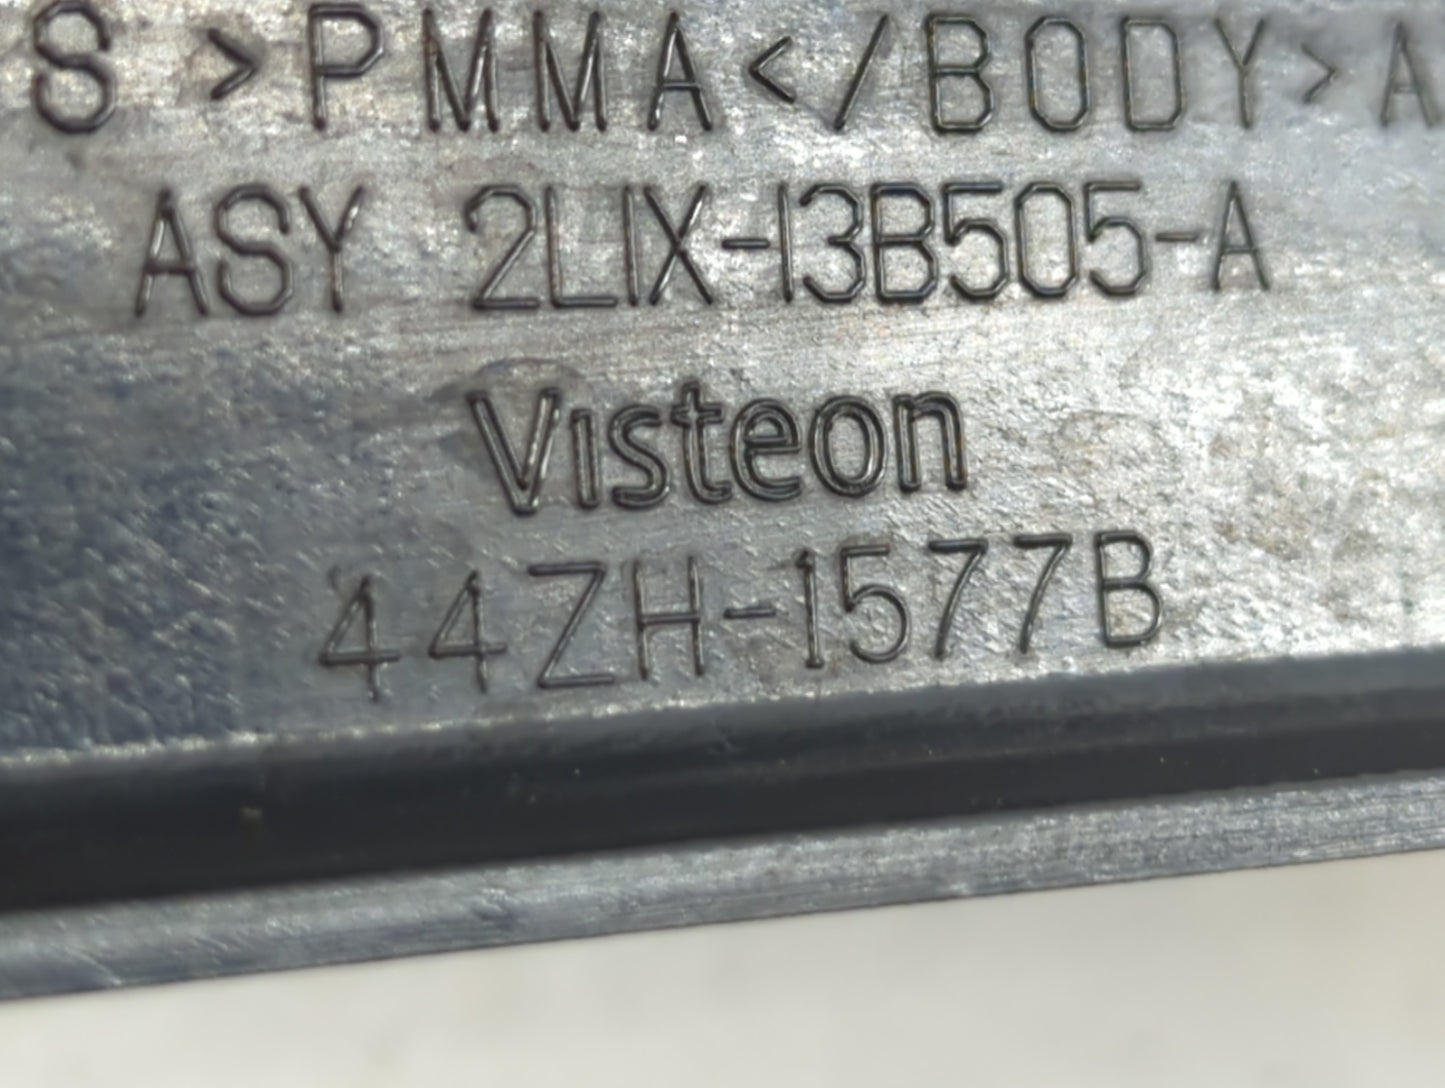 S >PMMA</BODY>A
ASY 2L1X-13B505-A
Visteon
44ZH-1577B